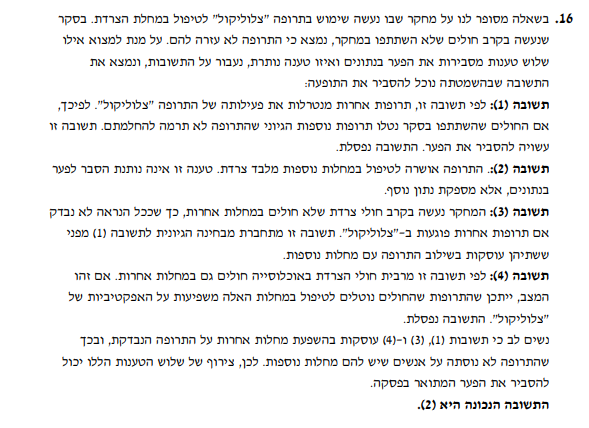 16. בשאלה מסופר לנו על מחקר שבו נעשה שימוש בתרופה "צלוליקול" לטיפול במחלת הצרדת. בסקר
שנעשה בקרב חולים שלא השתתפו במחקר, נמצא כי התרופה לא עזרה להם. על מנת למצוא אילו
שלוש טענות מסבירות את הפער בנתונים ואיזו טענה נותרת, נעבור על התשובות, ונמצא את
התשובה שבהשמטתה נוכל להסביר את התופעה:
תשובה (1): לפי תשובה זו, תרופות אחרות מנטרלות את פעילותה של התרופה "צלוליקול". לפיכך,
אם החולים שהשתתפו בסקר נטלו תרופות נוספות הגיוני שהתרופה לא תרמה להחלמתם. תשובה זו
עשויה להסביר את הפער. התשובה נפסלת.
תשובה (2):. התרופה אושרה לטיפול במחלות נוספות מלבד צרדת. טענה זו אינה נותנת הסבר לפער
בנתונים, אלא מספקת נתון נוסף.
תשובה (3): המחקר נעשה בקרב חולי צרדת שלא חולים במחלות אחרות, כך שככל הנראה לא נבדק
אם תרופות אחרות פוגעות ב-"צלוליקול". תשובה זו מתחברת מבחינה הגיונית לתשובה (1) מפני
ששתיהן עוסקות בשילוב התרופה עם מחלות נוספות.
תשובה (4): לפי תשובה זו מרבית חולי הצרדת באוכלוסייה חולים גם במחלות אחרות. אם זהו
המצב, ייתכן שהתרופות שהחולים נוטלים לטיפול במחלות האלה משפיעות על האפקטיביות של
"צלוליקול". התשובה נפסלת.
נשים לב כי תשובות (1), (3) ו-(4) עוסקות בהשפעת מחלות אחרות על התרופה הנבדקת, ובכך
שהתרופה לא נוסתה על אנשים שיש להם מחלות נוספות. לכן, צירוף של שלוש הטענות הללו יכול
להסביר את הפער המתואר בפסקה.
התשובה הנכונה היא (2).